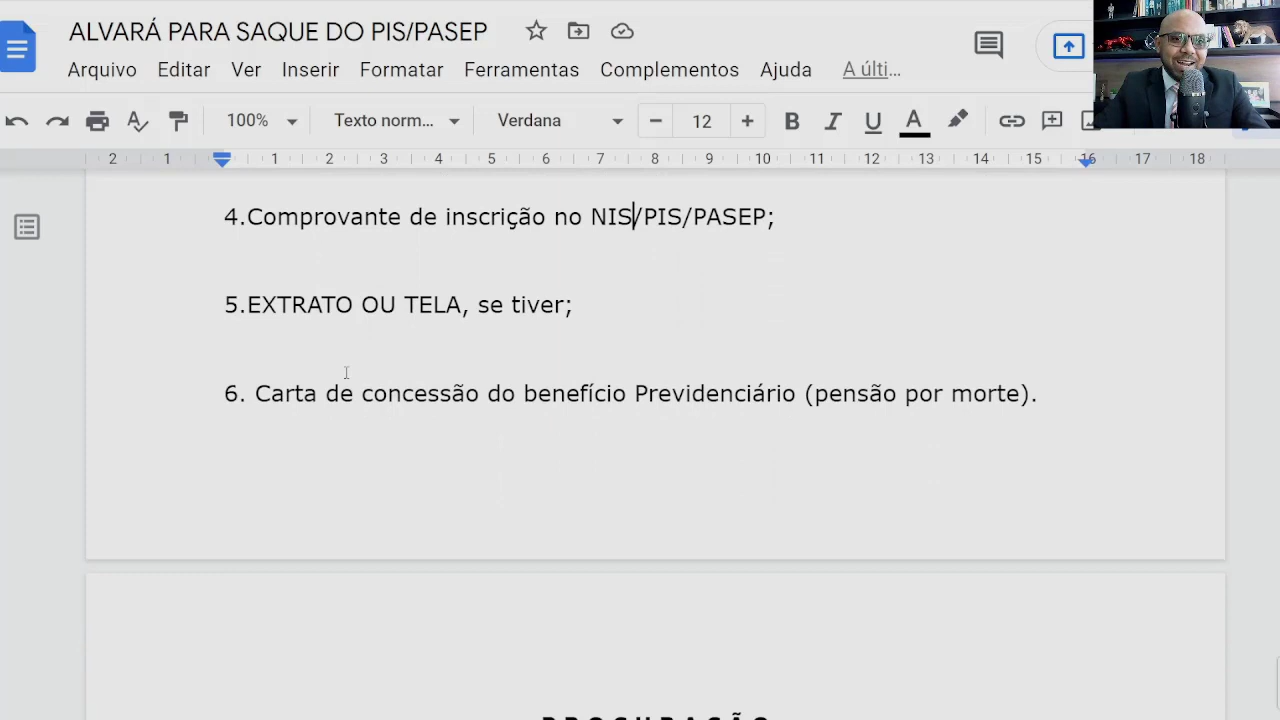 ALVARÁ PARA SAQUE DO PIS/PASEP
Arquivo Editar Ver Inserir Formatar Ferramentas Complementos Ajuda A últi...
100% Texto norm... Verdana 12
2 1 1 2 3 4 5 6 7 8 9 10 11 12 13 14 15 16 17 18
4.Comprovante de inscrição no NIS/PIS/PASEP;
5.EXTRATO OU TELA, se tiver;
6. Carta de concessão do benefício Previdenciário (pensão por morte).
PROCURAÇÃO